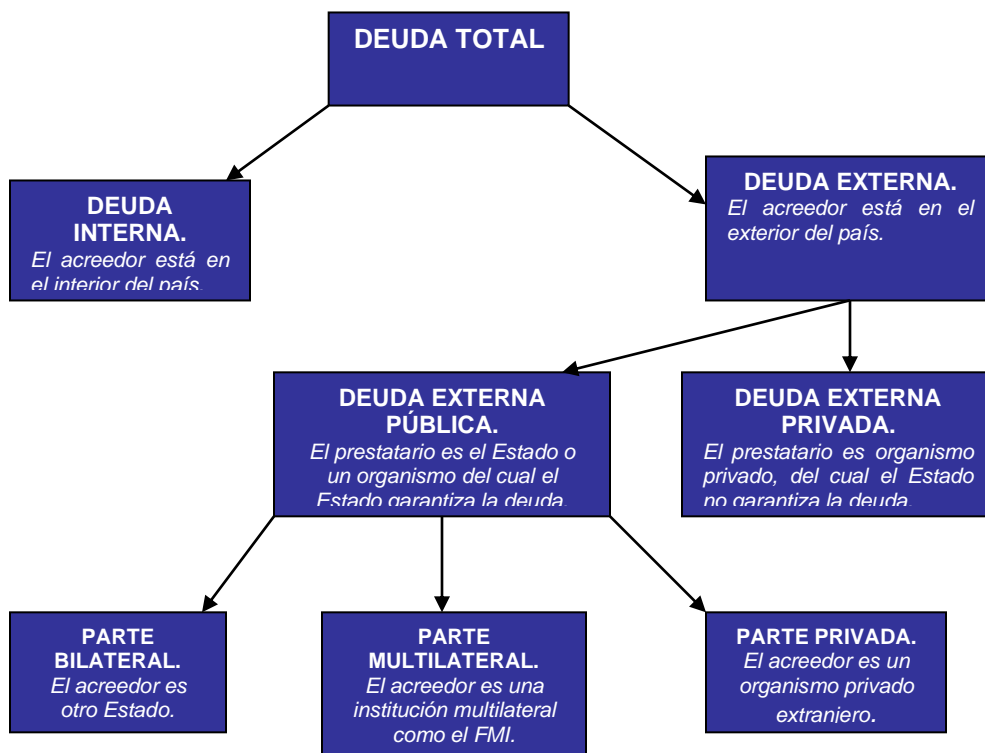 DEUDA TOTAL
DEUDA
INTERNA.
El acreedor está en
el interior del país.
DEUDA EXTERNA.
El acreedor está en el
exterior del país.
DEUDA EXTERNA
PÚBLICA.
El prestatario es el Estado o
un organismo del cual el
Estado garantiza la deuda.
DEUDA EXTERNA
PRIVADA.
El prestatario es organismo
privado, del cual el Estado
no garantiza la deuda.
PARTE
BILATERAL.
El acreedor es
otro Estado.
PARTE
MULTILATERAL.
El acreedor es una
institución multilateral
como el FMI.
PARTE PRIVADA.
El acreedor es un
organismo privado
extranjero.